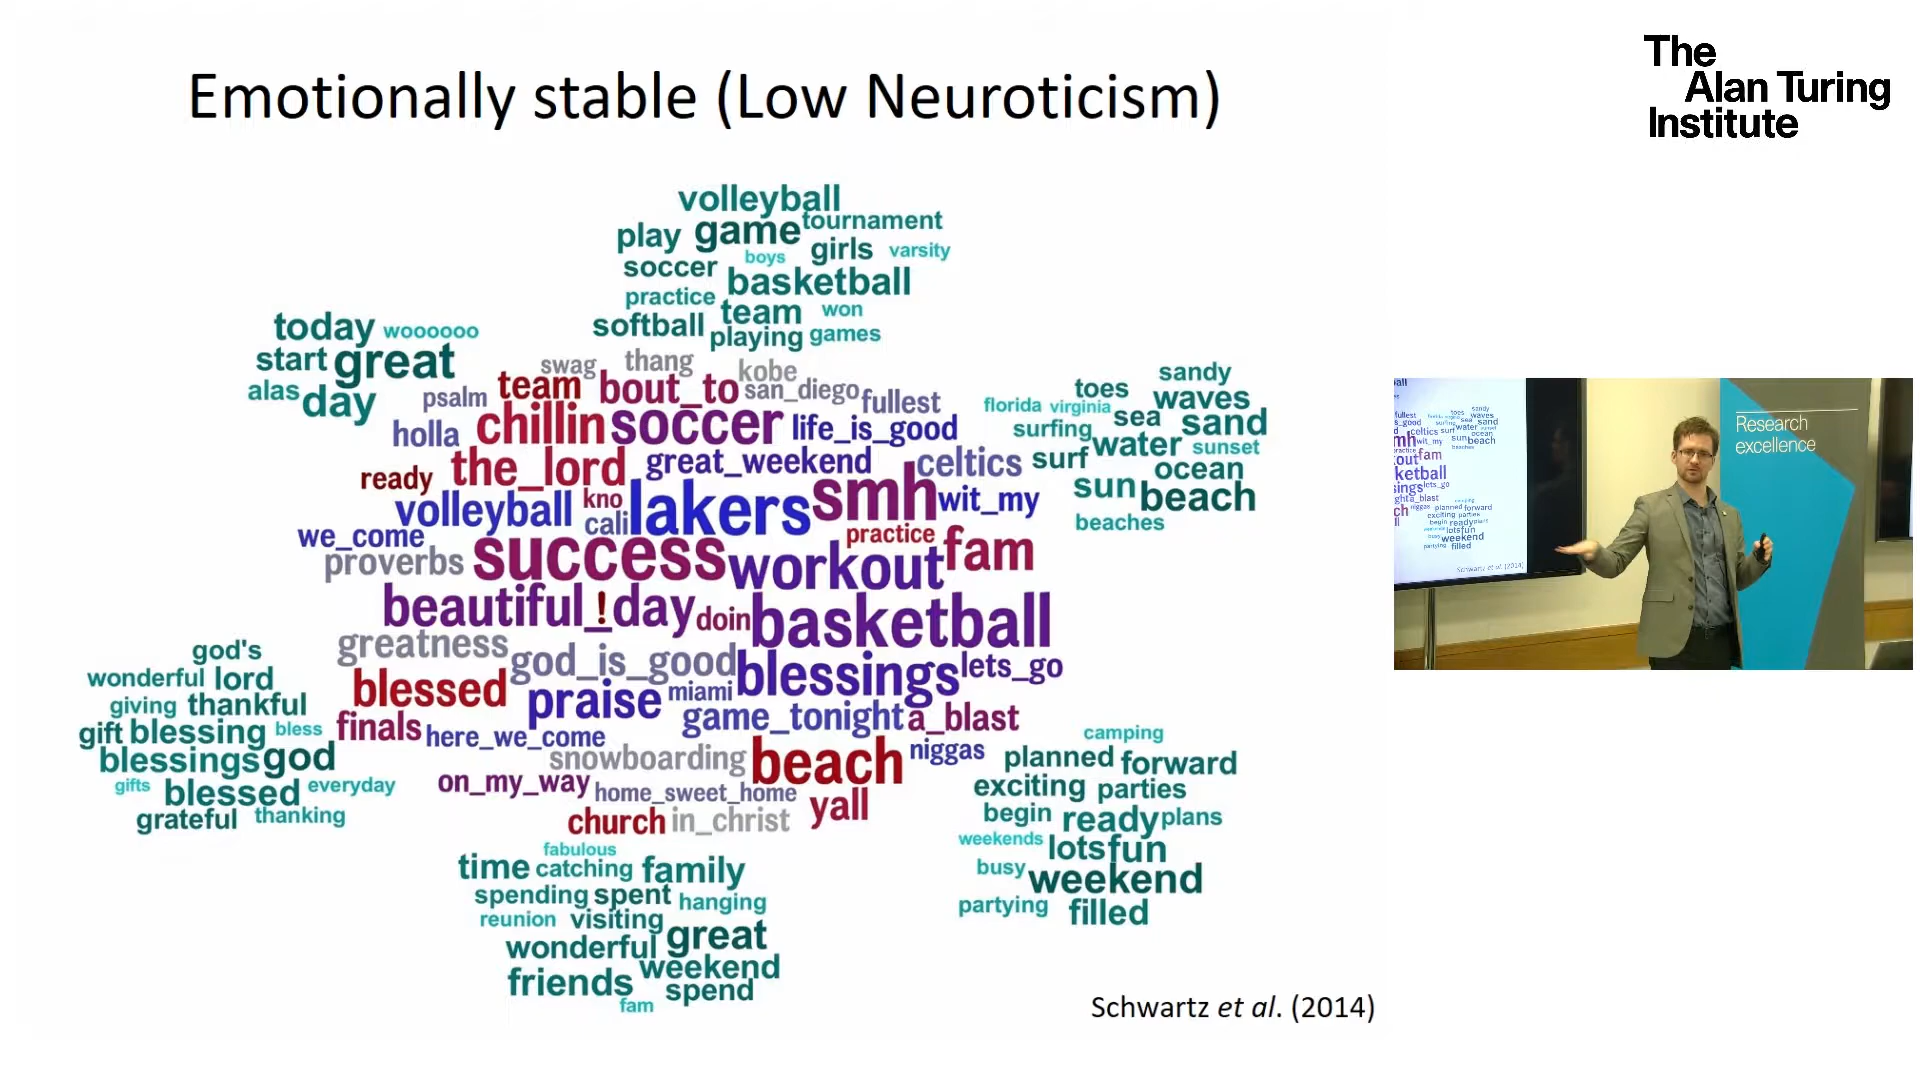 Emotionally stable (Low Neuroticism)
The
Alan Turing
Institute
volleyball
game tournament
play girls varsity
boys
soccer basketball
practice team won
softball playing games
today woooooo
start great
alas day
swag thang kobe
psalm team bout_to san_diego fullest
holla chillin soccer life_is_good
the_lord great_weekend celtics
ready kno lakers smh wit_my
volleyball cali
we_come practice fam
proverbs success workout
beautiful_!_day doin basketball
greatness god_is_good blessings lets_go
blessed praise miami
finals here_we_come game_tonight a_blast
snowboarding beach niggas
on_my_way home_sweet_home yall
church in_christ
sandy
toes waves
florida virginia sea sand
surfing water sunset
surf ocean
sun beach
beaches
god's
wonderful lord
giving thankful
gift blessing bless
blessings god
gifts blessed everyday
grateful thanking
camping
planned forward
exciting parties
begin ready plans
weekends lots fun
busy weekend
partying filled
fabulous
time catching family
spending spent hanging
reunion visiting
wonderful great
friends weekend
spend
fam
Schwartz et al. (2014)
Research
excellence